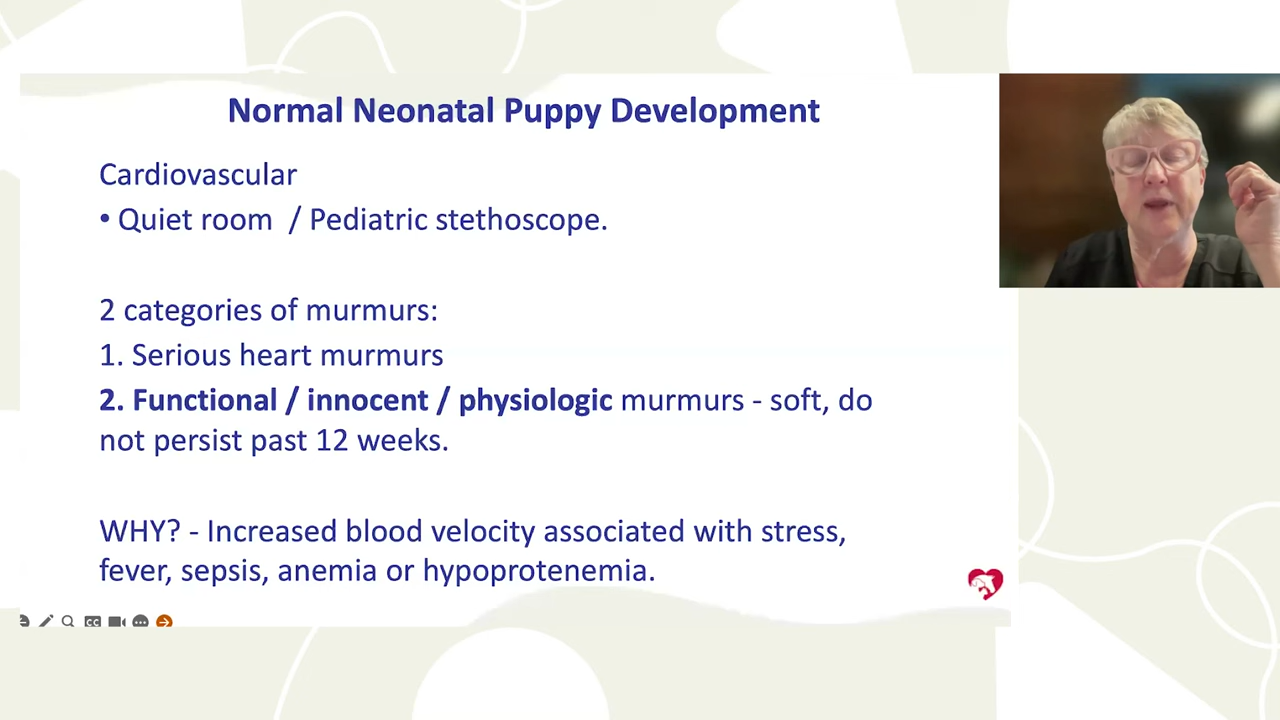 Normal Neonatal Puppy Development
Cardiovascular
• Quiet room / Pediatric stethoscope.
2 categories of murmurs:
1. Serious heart murmurs
2. Functional / innocent / physiologic murmurs - soft, do
not persist past 12 weeks.
WHY? - Increased blood velocity associated with stress,
fever, sepsis, anemia or hypoprotenemia.
CC